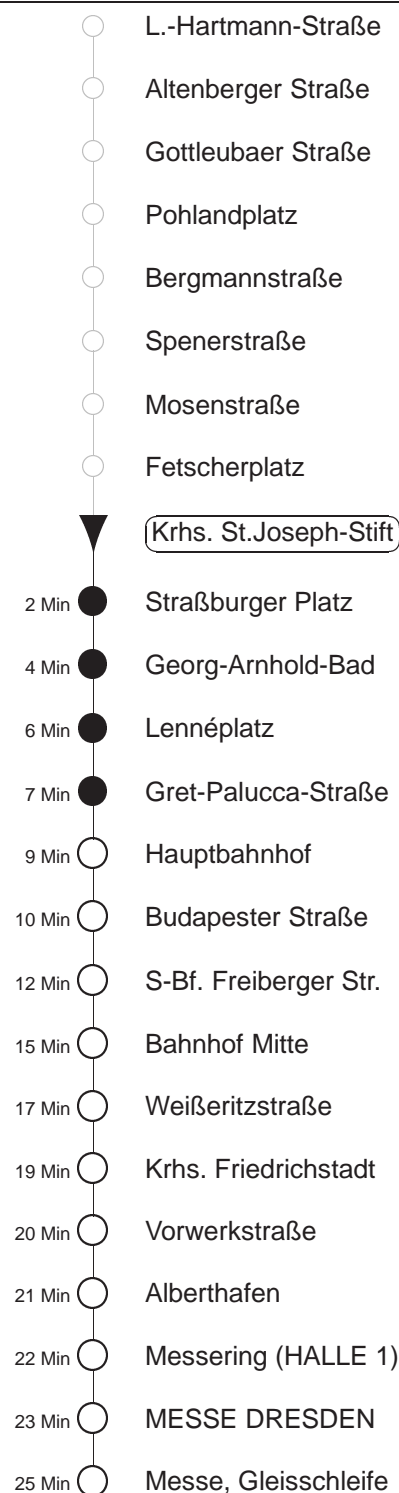 L.-Hartmann-Straße
Altenberger Straße
Gottleubaer Straße
Pohlandplatz
Bergmannstraße
Spenerstraße
Mosenstraße
Fetscherplatz
Krhs. St.Joseph-Stift
2 Min Straßburger Platz
4 Min Georg-Arnhold-Bad
6 Min Lennéplatz
7 Min Gret-Palucca-Straße
9 Min Hauptbahnhof
10 Min Budapester Straße
12 Min S-Bf. Freiberger Str.
15 Min Bahnhof Mitte
17 Min Weißeritzstraße
19 Min Krhs. Friedrichstadt
20 Min Vorwerkstraße
21 Min Alberthafen
22 Min Messering (HALLE 1)
23 Min MESSE DRESDEN
25 Min Messe, Gleisschleife